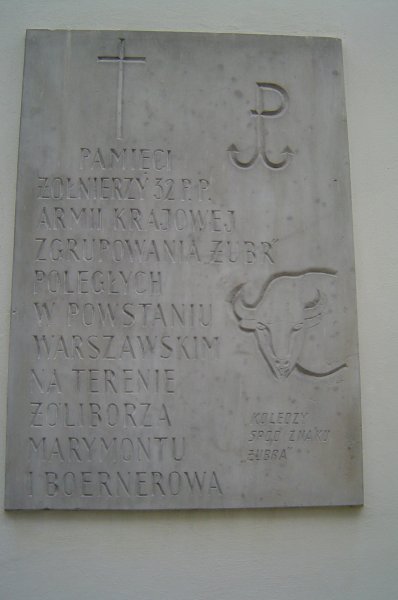 PAMIĘCI
ŻOŁNIERZY 32 P.P.
ARMII KRAJOWEJ
ZGRUPOWANIA ŻUBR
POLEGŁYCH
W POWSTANIU
WARSZAWSKIM
NA TERENIE
ŻOLIBORZA
MARYMONTU
I BOERNEROWA
KOLEDZY
SPOD ZNAKU
„ŻUBRA”